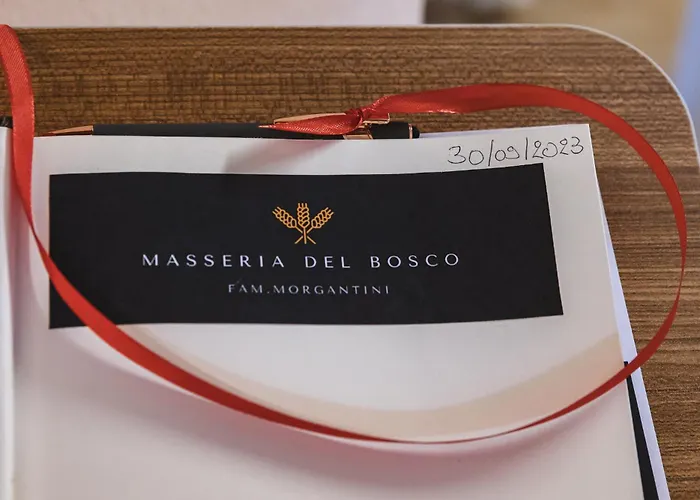 30/09/2023
MASSERIA DEL BOSCO
FAM.MORGANTINI